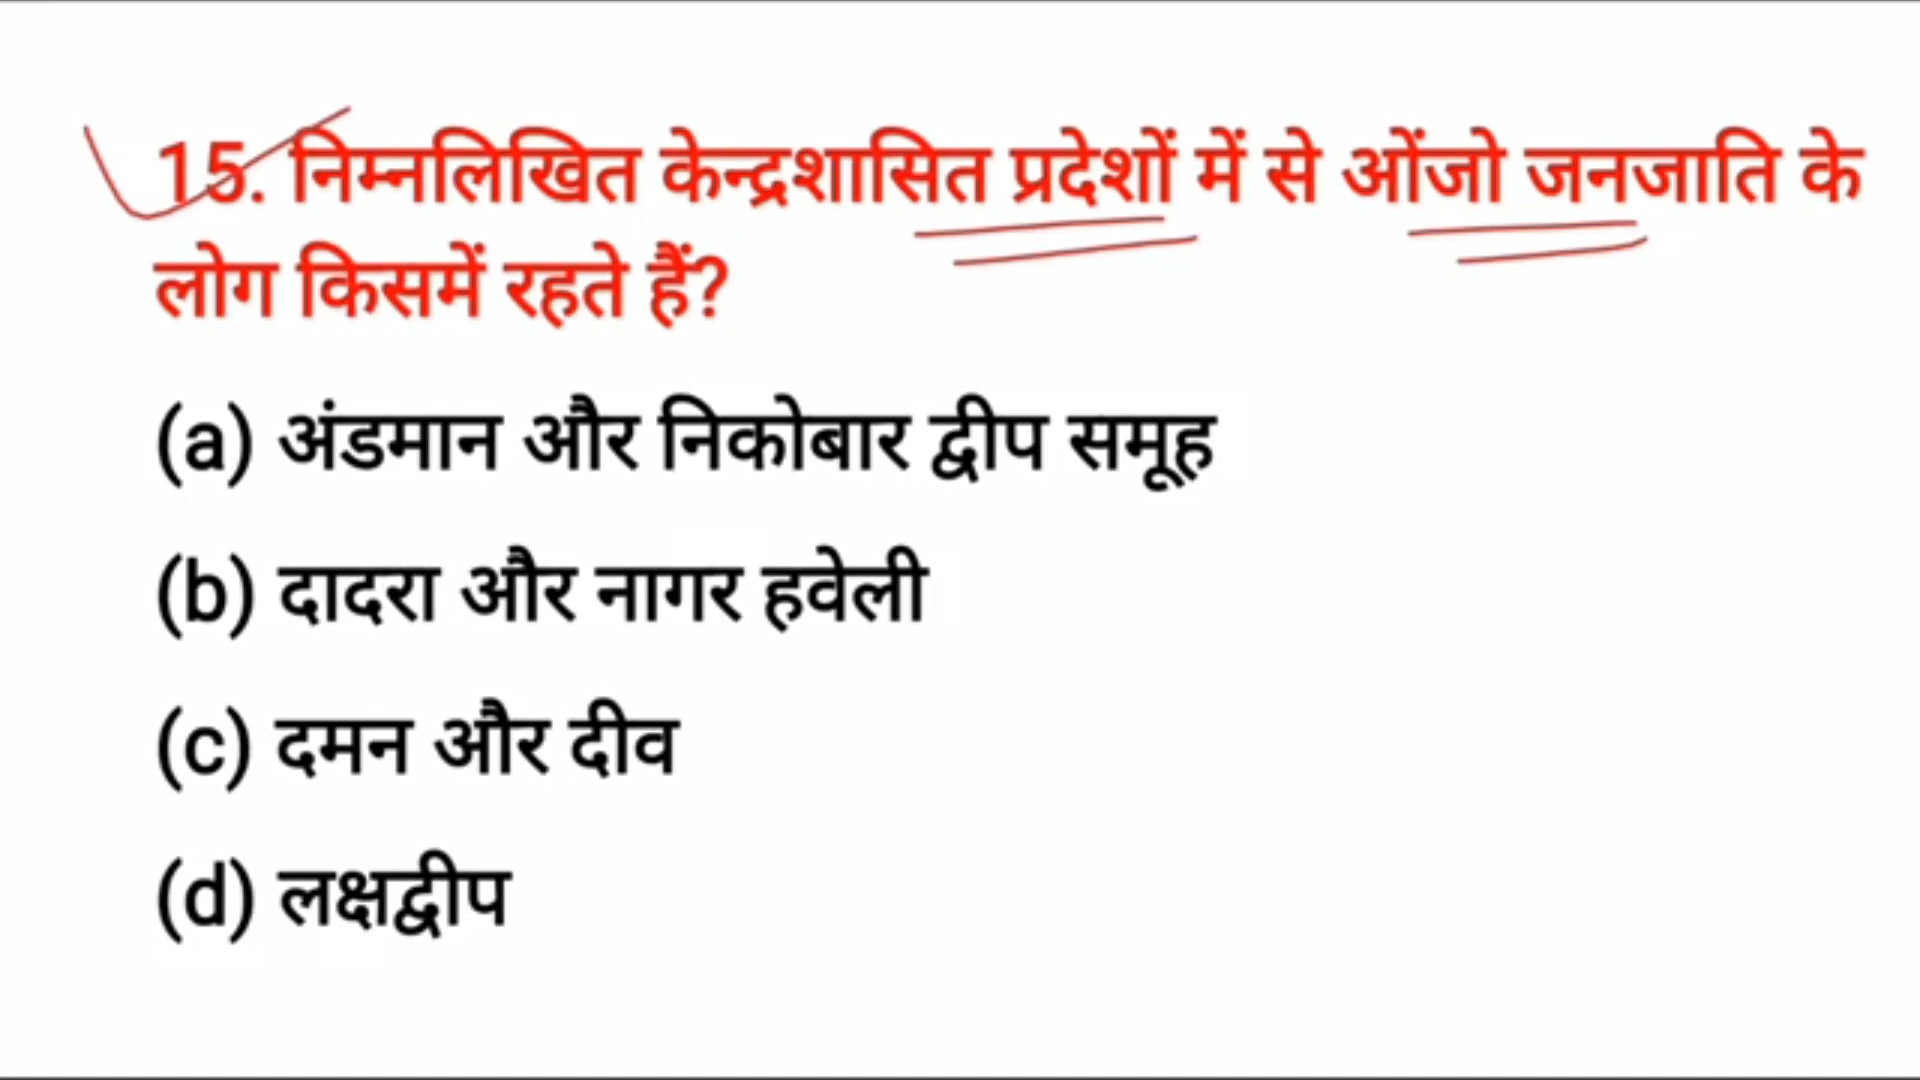 15. निम्नलिखित केन्द्रशासित प्रदेशों में से ओंजो जनजाति के
लोग किसमें रहते हैं?
(a) अंडमान और निकोबार द्वीप समूह
(b) दादरा और नागर हवेली
(c) दमन और दीव
(d) लक्षद्वीप